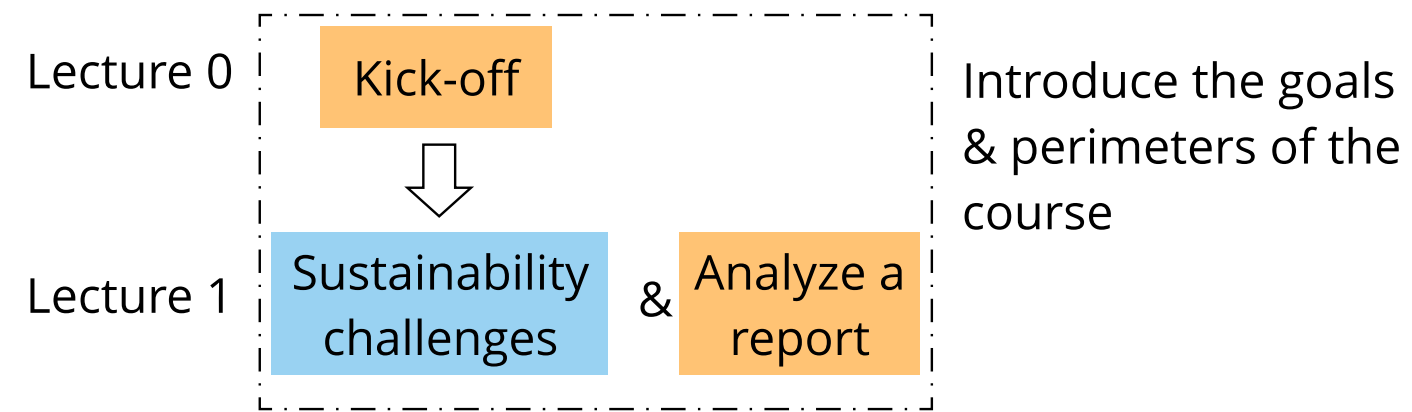 Lecture 0
Kick-off
Introduce the goals
& perimeters of the
course
Lecture 1
Sustainability
challenges
&
Analyze a
report